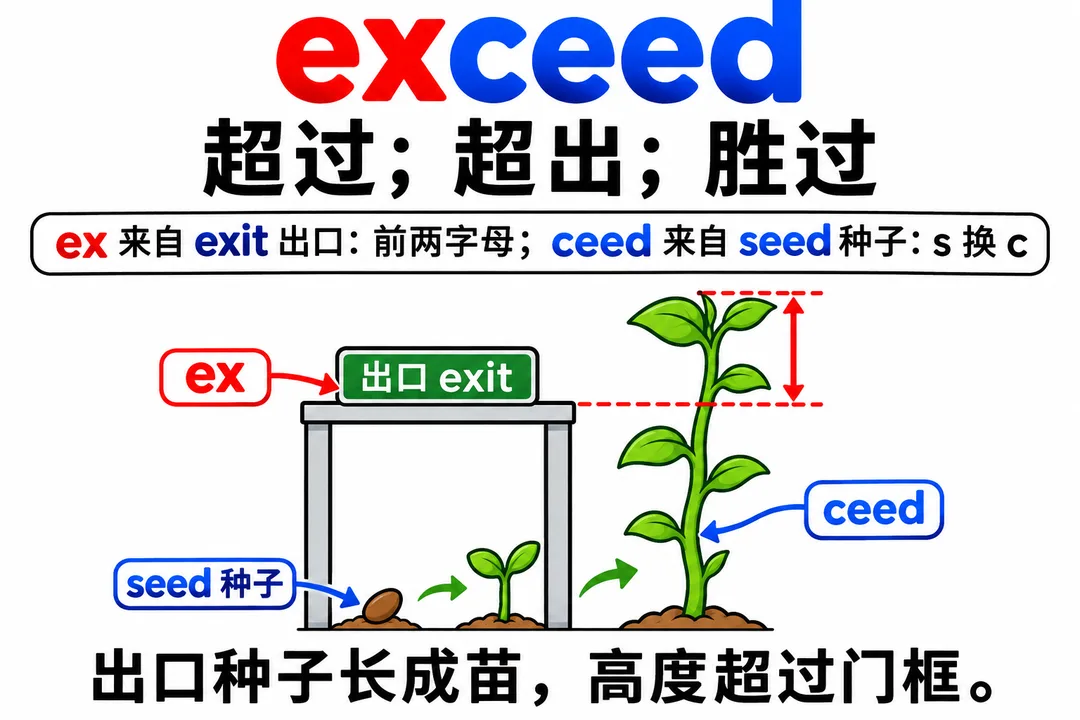 exceed
超过；超出；胜过
ex 来自 exit 出口：前两字母；ceed 来自 seed 种子：s 换 c
ex
出口 exit
ceed
seed 种子
出口种子长成苗，高度超过门框。